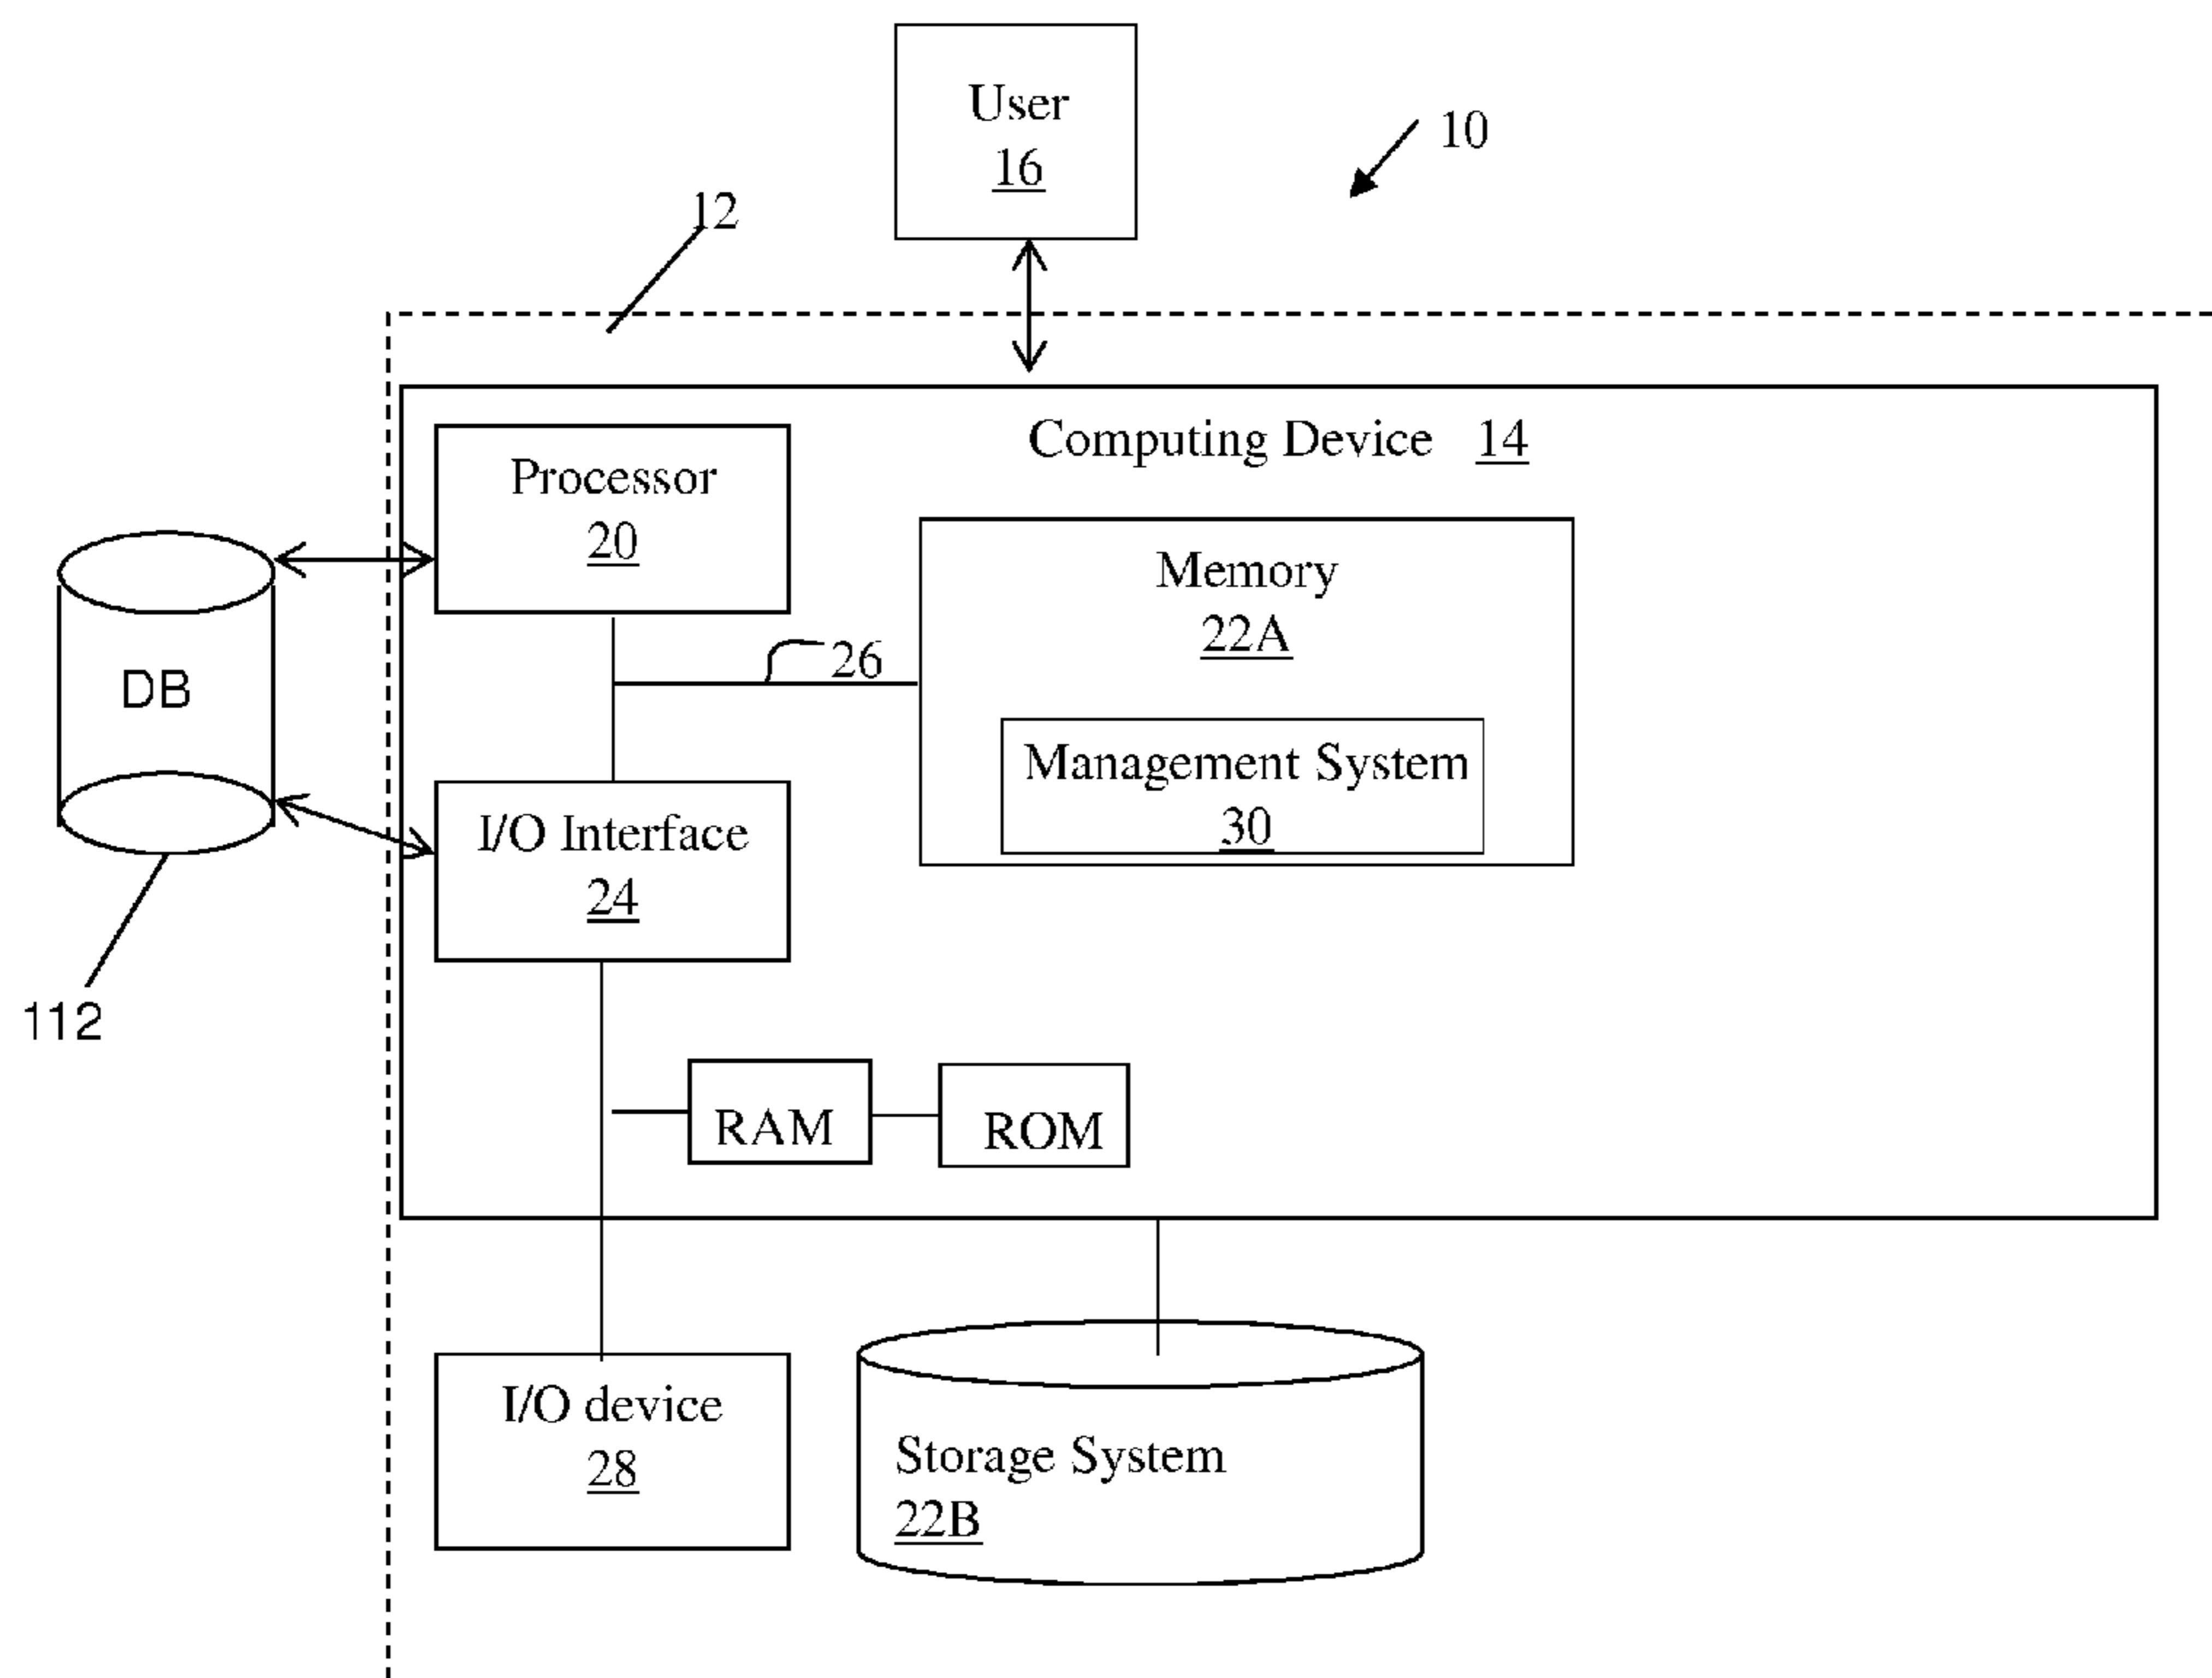 User
16
10
12
Computing Device 14
Processor
20
Memory
22A
26
DB
Management System
30
I/O Interface
24
112
RAM
ROM
I/O device
28
Storage System
22B